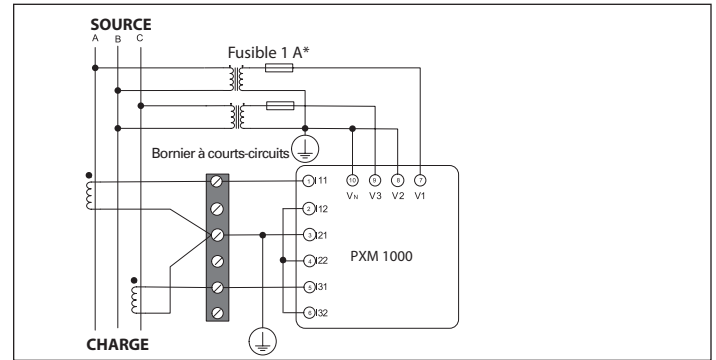 SOURCE
A B C
Fusible 1 A*
Bornier à courts-circuits
1 I11
10 9 8 7
VN V3 V2 V1
2 I12
3 I21
PXM 1000
4 I22
5 I31
6 I32
CHARGE